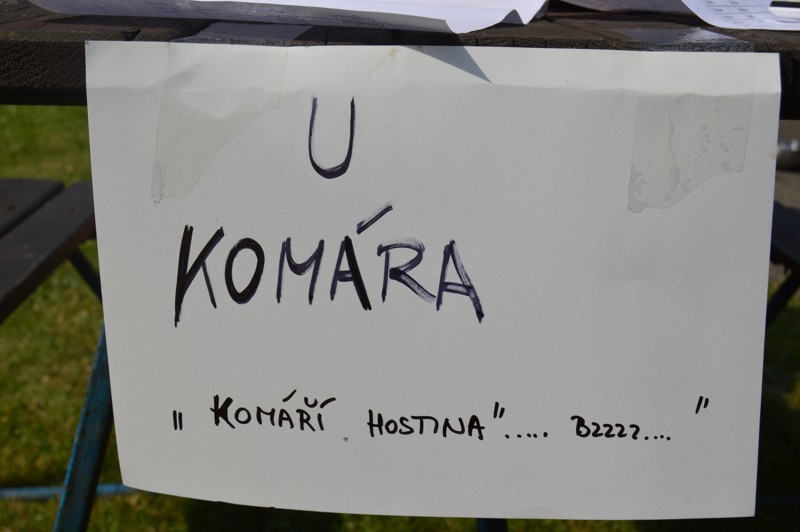 U
KOMÁRA
„ KOMÁŘÍ HOSTINA"..... BZZZZ.... "